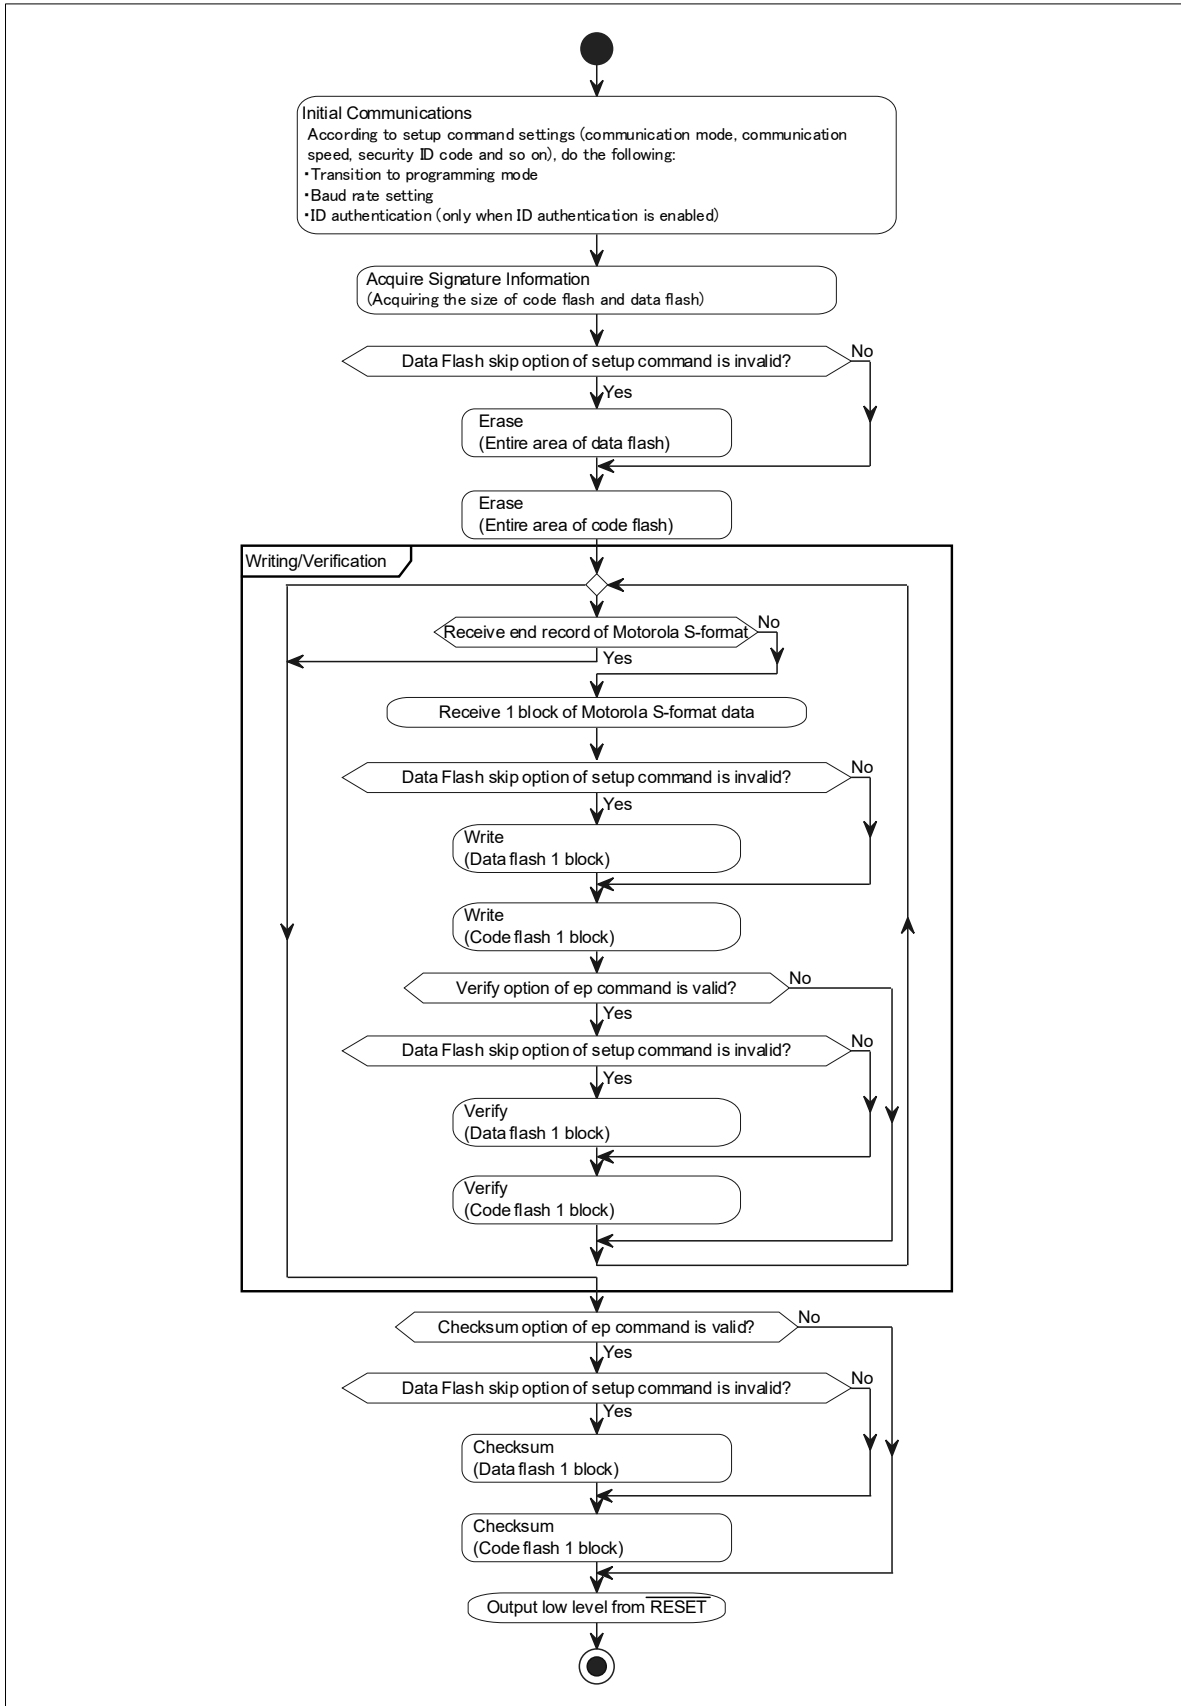 Initial Communications
According to setup command settings (communication mode, communication
speed, security ID code and so on), do the following:
・Transition to programming mode
・Baud rate setting
・ID authentication (only when ID authentication is enabled)
Acquire Signature Information
(Acquiring the size of code flash and data flash)
Data Flash skip option of setup command is invalid?
No
Yes
Erase
(Entire area of data flash)
Erase
(Entire area of code flash)
Writing/Verification
Receive end record of Motorola S-format
No
Yes
Receive 1 block of Motorola S-format data
Data Flash skip option of setup command is invalid?
No
Yes
Write
(Data flash 1 block)
Write
(Code flash 1 block)
Verify option of ep command is valid?
No
Yes
Data Flash skip option of setup command is invalid?
No
Yes
Verify
(Data flash 1 block)
Verify
(Code flash 1 block)
Checksum option of ep command is valid?
No
Yes
Data Flash skip option of setup command is invalid?
No
Yes
Checksum
(Data flash 1 block)
Checksum
(Code flash 1 block)
Output low level from RESET